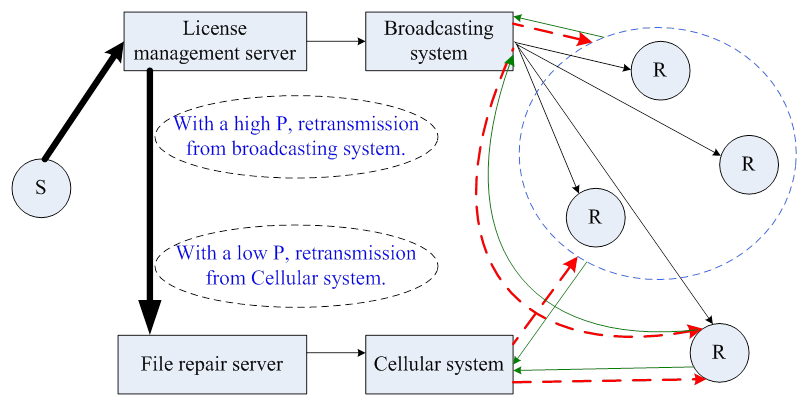 License
management server
Broadcasting
system
R
With a high P, retransmission
from broadcasting system.
R
S
R
With a low P, retransmission
from Cellular system.
File repair server
Cellular system
R